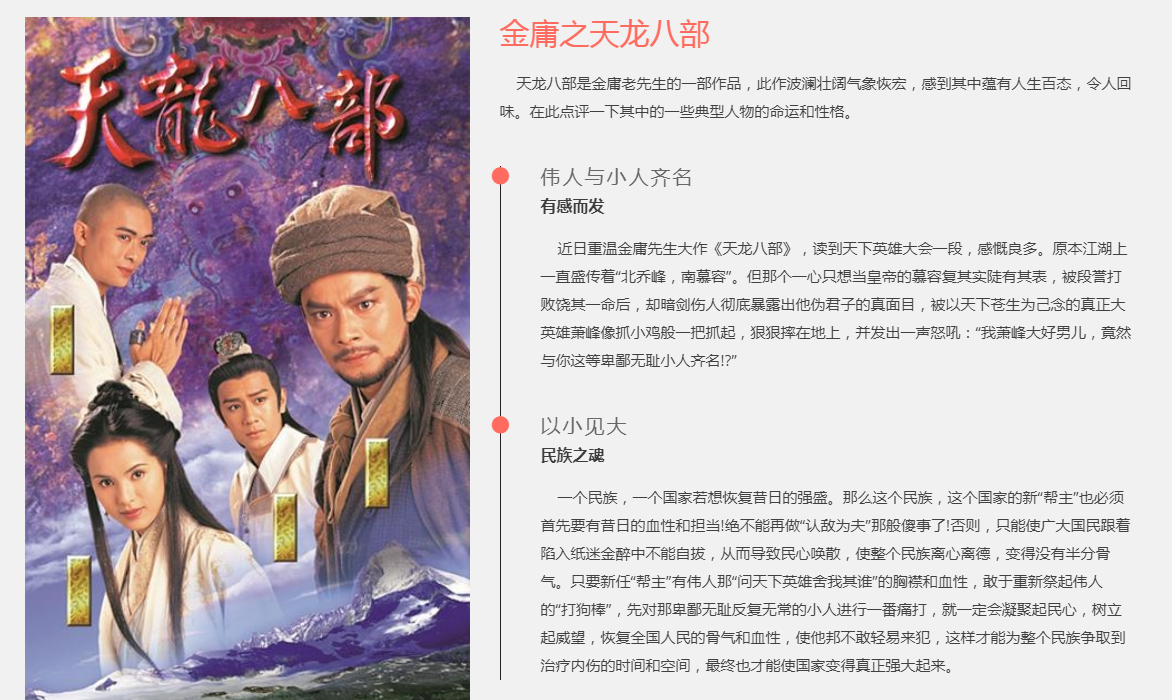 天龍八部
金庸之天龙八部
天龙八部是金庸老先生的一部作品，此作波澜壮阔气象恢宏，感到其中蕴有人生百态，令人回
味。在此点评一下其中的一些典型人物的命运和性格。
伟人与小人齐名
有感而发
近日重温金庸先生大作《天龙八部》，读到天下英雄大会一段，感慨良多。原本江湖上
一直盛传着“北乔峰，南慕容”。但那个一心只想当皇帝的慕容复其实陡有其表，被段誉打
败饶其一命后，却暗剑伤人彻底暴露出他伪君子的真面目，被以天下苍生为己念的真正大
英雄萧峰像抓小鸡般一把抓起，狠狠摔在地上，并发出一声怒吼：“我萧峰大好男儿，竟然
与你这等卑鄙无耻小人齐名!?”
以小见大
民族之魂
一个民族，一个国家若想恢复昔日的强盛。那么这个民族，这个国家的新“帮主”也必须
首先要有昔日的血性和担当!绝不能再做“认敌为夫”那般傻事了!否则，只能使广大国民跟着
陷入纸迷金醉中不能自拔，从而导致民心唤散，使整个民族离心离德，变得没有半分骨
气。只要新任“帮主”有伟人那“问天下英雄舍我其谁”的胸襟和血性，敢于重新祭起伟人
的“打狗棒”，先对那卑鄙无耻反复无常的小人进行一番痛打，就一定会凝聚起民心，树立
起威望，恢复全国人民的骨气和血性，使他邦不敢轻易来犯，这样才能为整个民族争取到
治疗内伤的时间和空间，最终也才能使国家变得真正强大起来。